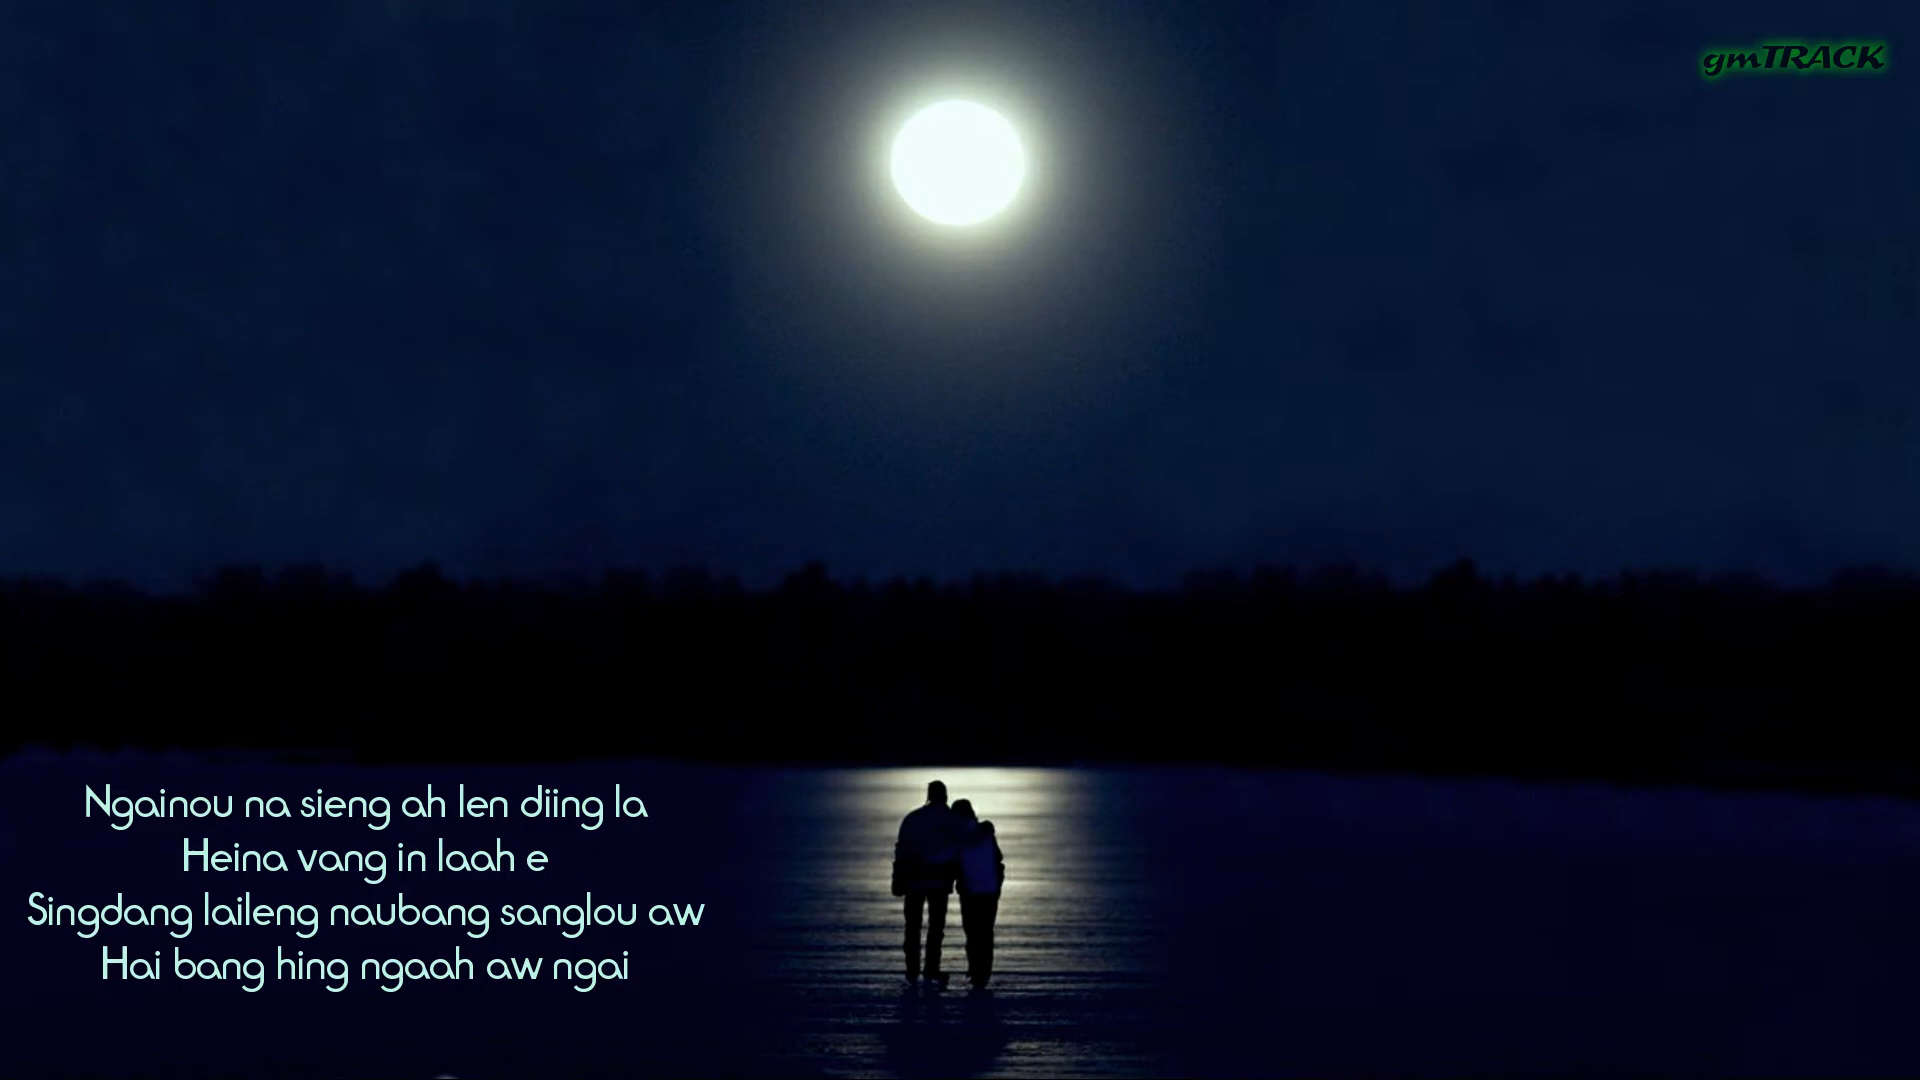 gmTRACK
Ngainou na sieng ah len diing la
Heina vang in laah e
Singdang laileng naubang sanglou aw
Hai bang hing ngaah aw ngai